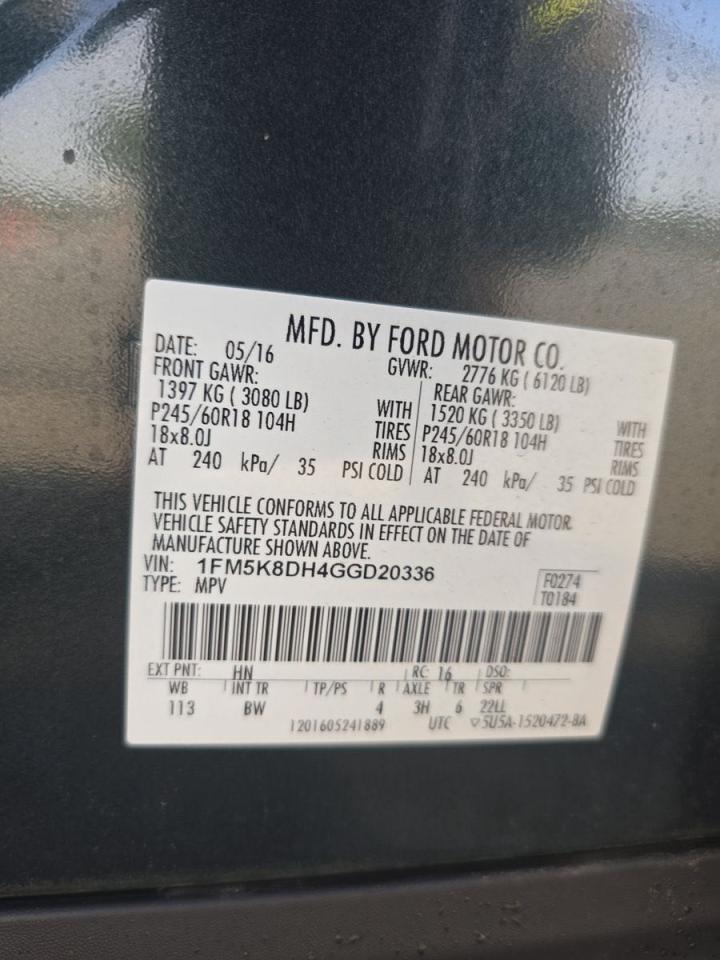 MFD. BY FORD MOTOR CO.
DATE: 05/16 GVWR: 2776 KG ( 6120 LB)
FRONT GAWR: REAR GAWR:
1397 KG ( 3080 LB) WITH 1520 KG ( 3350 LB) WITH
P245/60R18 104H TIRES P245/60R18 104H TIRES
18x8.0J RIMS 18x8.0J RIMS
AT 240 kPa/ 35 PSI COLD AT 240 kPa/ 35 PSI COLD
THIS VEHICLE CONFORMS TO ALL APPLICABLE FEDERAL MOTOR
VEHICLE SAFETY STANDARDS IN EFFECT ON THE DATE OF
MANUFACTURE SHOWN ABOVE.
VIN: 1FM5K8DH4GGD20336
TYPE: MPV
F0274
T0184
EXT PNT: HN RC: 16 DSO:
WB INT TR TP/PS R AXLE TR SPR
113 BW 4 3H 6 22LL
1201605241889 UTC ▽5U5A-1520472-BA